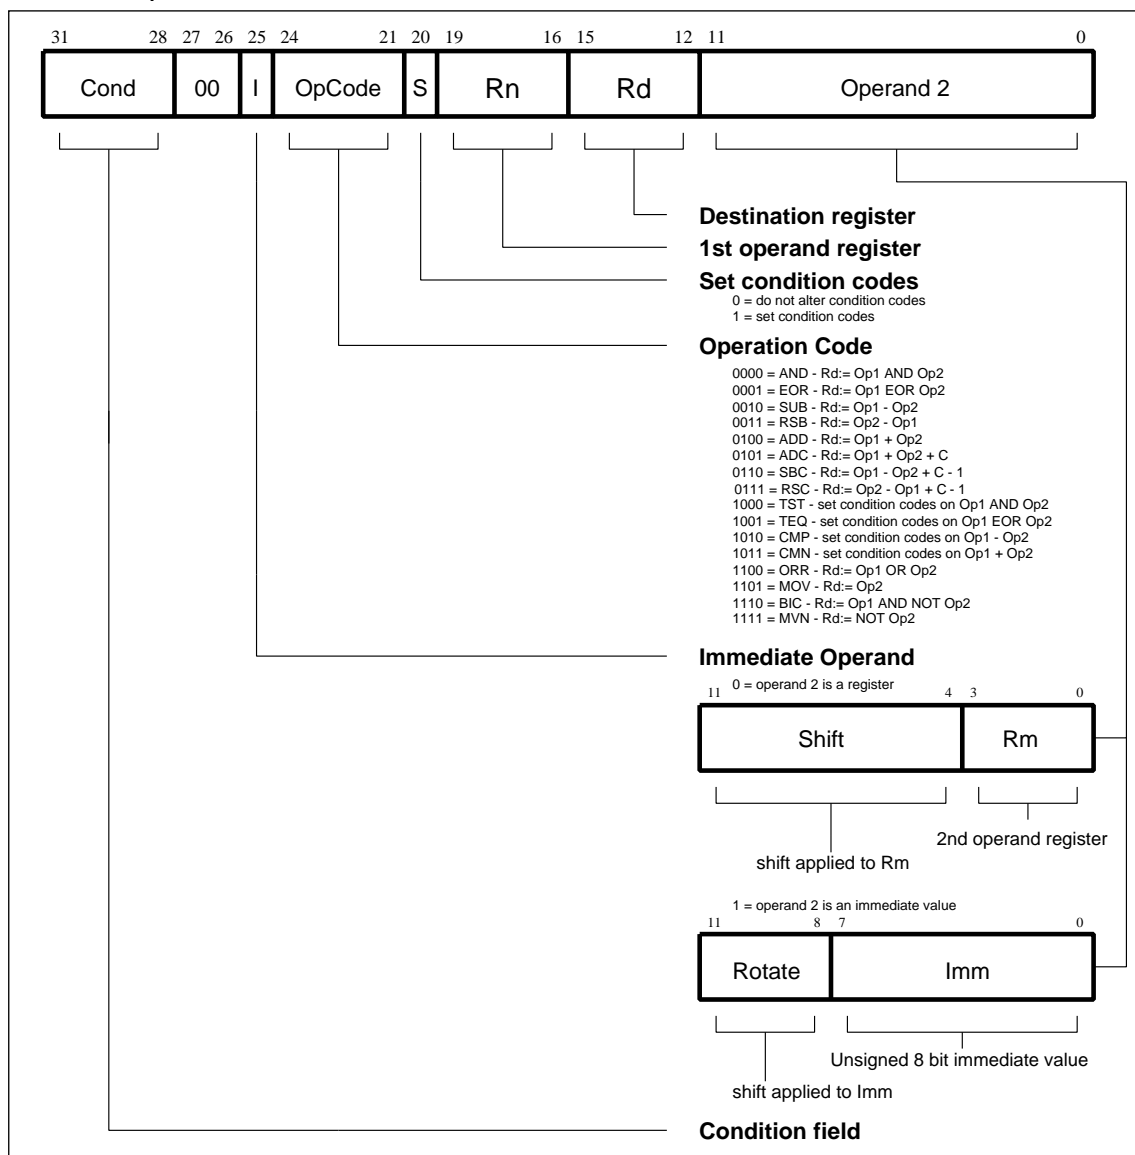 31 28 27 26 25 24 21 20 19 16 15 12 11 0
Cond 00 I OpCode S Rn Rd Operand 2
Destination register
1st operand register
Set condition codes
0 = do not alter condition codes
1 = set condition codes
Operation Code
0000 = AND - Rd:= Op1 AND Op2
0001 = EOR - Rd:= Op1 EOR Op2
0010 = SUB - Rd:= Op1 - Op2
0011 = RSB - Rd:= Op2 - Op1
0100 = ADD - Rd:= Op1 + Op2
0101 = ADC - Rd:= Op1 + Op2 + C
0110 = SBC - Rd:= Op1 - Op2 + C - 1
0111 = RSC - Rd:= Op2 - Op1 + C - 1
1000 = TST - set condition codes on Op1 AND Op2
1001 = TEQ - set condition codes on Op1 EOR Op2
1010 = CMP - set condition codes on Op1 - Op2
1011 = CMN - set condition codes on Op1 + Op2
1100 = ORR - Rd:= Op1 OR Op2
1101 = MOV - Rd:= Op2
1110 = BIC - Rd:= Op1 AND NOT Op2
1111 = MVN - Rd:= NOT Op2
Immediate Operand
0 = operand 2 is a register
11 4 3 0
Shift Rm
2nd operand register
shift applied to Rm
1 = operand 2 is an immediate value
11 8 7 0
Rotate Imm
Unsigned 8 bit immediate value
shift applied to Imm
Condition field